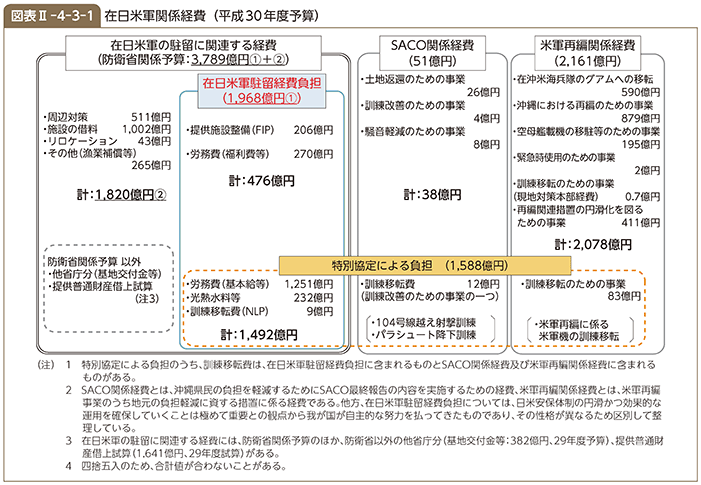 図表Ⅱ-4-3-1 在日米軍関係経費（平成30年度予算）
在日米軍の駐留に関連する経費
（防衛省関係予算：3,789億円①＋②）
在日米軍駐留経費負担
（1,968億円①）
・周辺対策 511億円
・施設の借料 1,002億円
・リロケーション 43億円
・その他（漁業補償等）
265億円
計：1,820億円②
・提供施設整備（FIP） 206億円
・労務費（福利費等） 270億円
計：476億円
防衛省関係予算 以外
・他省庁分（基地交付金等）
・提供普通財産借上試算
（注3）
SACO関係経費
（51億円）
・土地返還のための事業
26億円
・訓練改善のための事業
4億円
・騒音軽減のための事業
8億円
計：38億円
米軍再編関係経費
（2,161億円）
・在沖米海兵隊のグアムへの移転
590億円
・沖縄における再編のための事業
879億円
・空母艦載機の移駐等のための事業
195億円
・緊急時使用のための事業
2億円
・訓練移転のための事業
（現地対策本部経費） 0.7億円
・再編関連措置の円滑化を図る
ための事業 411億円
計：2,078億円
特別協定による負担 （1,588億円）
・労務費（基本給等） 1,251億円
・光熱水料等 232億円
・訓練移転費（NLP） 9億円
計：1,492億円
・訓練移転費 12億円
（訓練改善のための事業の一つ）
・104号線越え射撃訓練
・パラシュート降下訓練
・訓練移転のための事業
83億円
・米軍再編に係る
米軍機の訓練移転
（注） 1 特別協定による負担のうち、訓練移転費は、在日米軍駐留経費負担に含まれるものとSACO関係経費及び米軍再編関係経費に含まれる
ものがある。
2 SACO関係経費とは、沖縄県民の負担を軽減するためにSACO最終報告の内容を実施するための経費、米軍再編関係経費とは、米軍再編
事業のうち地元の負担軽減に資する措置に係る経費である。他方、在日米軍駐留経費負担については、日米安保体制の円滑かつ効果的な
運用を確保していくことは極めて重要との観点から我が国が自主的な努力を払ってきたものであり、その性格が異なるため区別して整
理している。
3 在日米軍の駐留に関連する経費には、防衛省関係予算のほか、防衛省以外の他省庁分（基地交付金等：382億円、29年度予算）、提供普通財
産借上試算（1,641億円、29年度試算）がある。
4 四捨五入のため、合計値が合わないことがある。